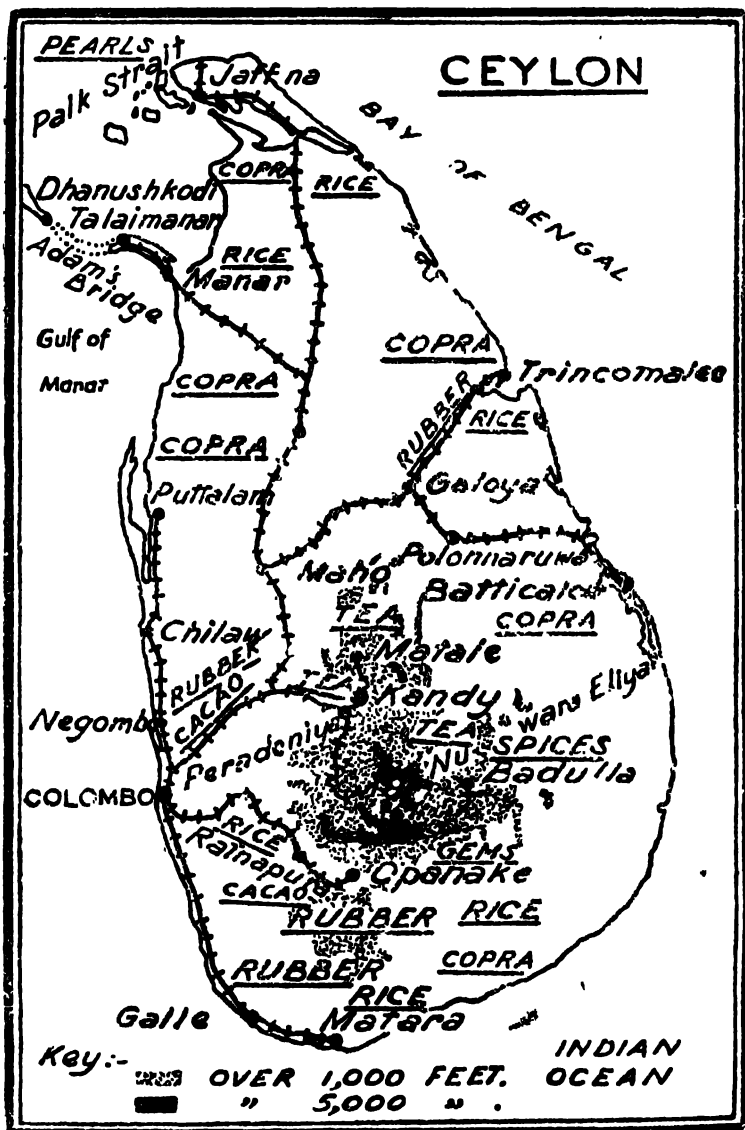 PEARLS
CEYLON
Palk Strait
Jaffna
BAY OF BENGAL
COPRA
RICE
Dhanushkodi
Talaimanar
Adam's
Bridge
RICE
Manar
Gulf of
Manar
COPRA
COPRA
Trincomalee
RUBBER
RICE
COPRA
Puttalam
Galoya
Maho
Polonnaruwa
Batticaloa
TEA
COPRA
Chilaw
Matale
RUBBER
CACAO
TEA
Kandy
Nuwara Eliya
Negombo
Peradeniya
TEA
SPICES
Badulla
COLOMBO
RICE
Ratnapura
GEMS
Opanake
CACAO
RUBBER
RICE
COPRA
RUBBER
RICE
Galle
Matara
Key:-
OVER 1,000 FEET.
" 5,000 " .
INDIAN
OCEAN